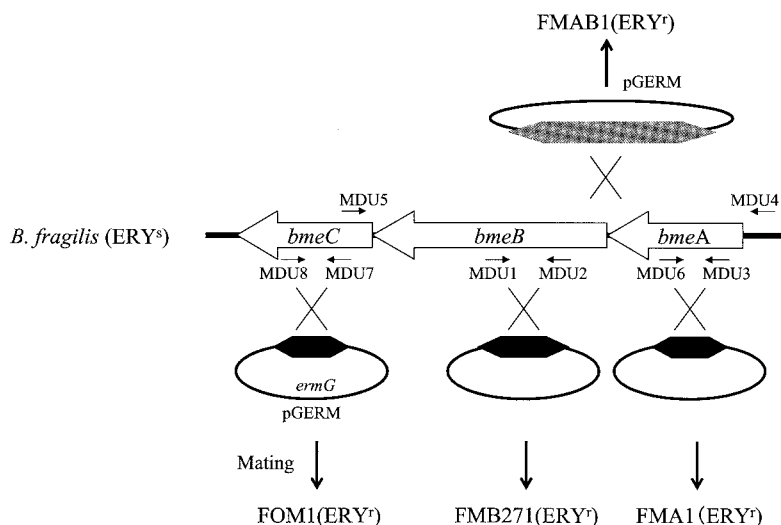 FMAB1(ERYʳ)
pGERM
MDU5
MDU4
B. fragilis (ERYˢ)
bmeC
bmeB
bmeA
MDU8
MDU7
MDU1
MDU2
MDU6
MDU3
ermG
pGERM
Mating
FOM1(ERYʳ)
FMB271(ERYʳ)
FMA1(ERYʳ)